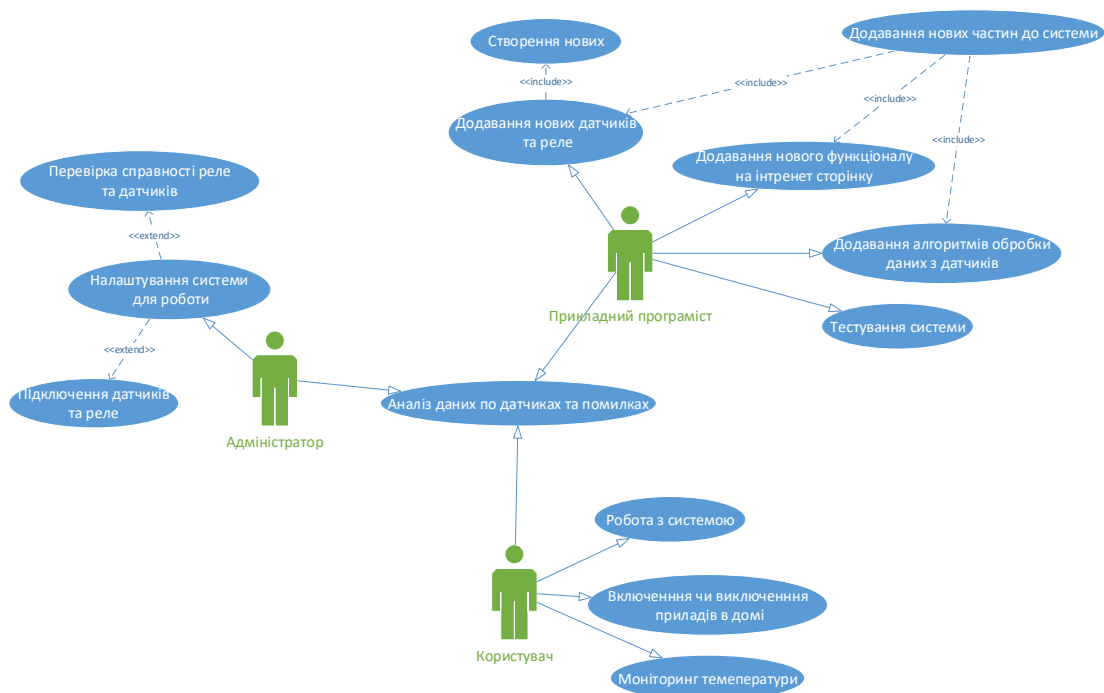 Створення нових
Додавання нових частин до системи
<<include>>
<<include>>
<<include>>
<<include>>
Додавання нових датчиків
та реле
Додавання нового функціоналу
на інтренет сторінку
Перевірка справності реле
та датчиків
<<extend>>
Додавання алгоритмів обробки
даних з датчиків
Налаштування системи
для роботи
Прикладний програміст
Тестування системи
<<extend>>
Підключення датчиків
та реле
Аналіз даних по датчиках та помилках
Адміністратор
Робота з системою
Включенння чи виключенння
приладів в домі
Користувач
Моніторинг темеператури